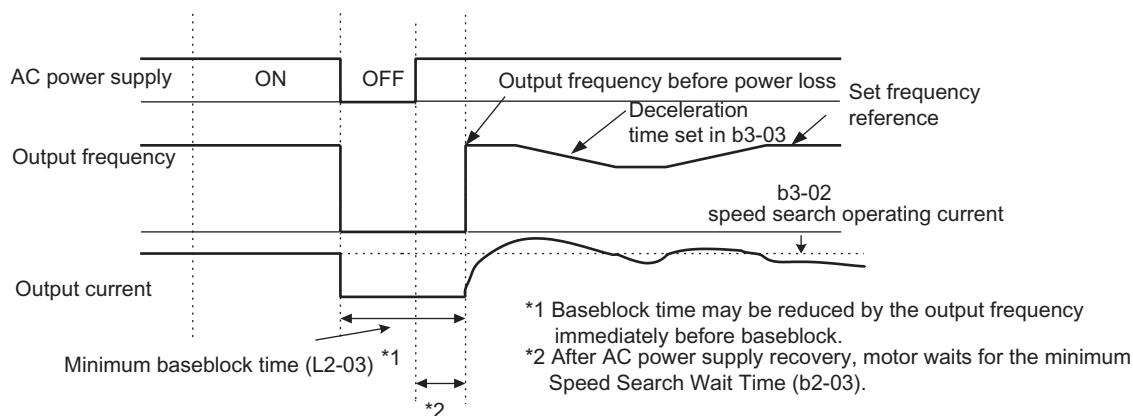 AC power supply
ON
OFF
Output frequency before power loss
Deceleration
time set in b3-03
Set frequency
reference
Output frequency
b3-02
speed search operating current
Output current
*1 Baseblock time may be reduced by the output frequency
immediately before baseblock.
Minimum baseblock time (L2-03) *1
*2 After AC power supply recovery, motor waits for the minimum
Speed Search Wait Time (b2-03).
*2